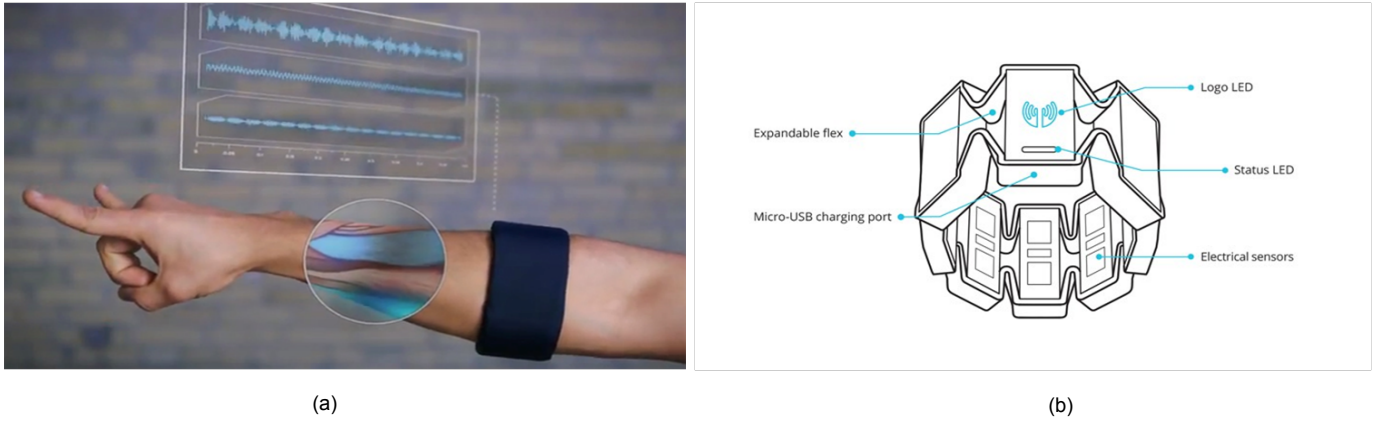 Logo LED
Expandable flex
Status LED
Micro-USB charging port
Electrical sensors
(a)
(b)